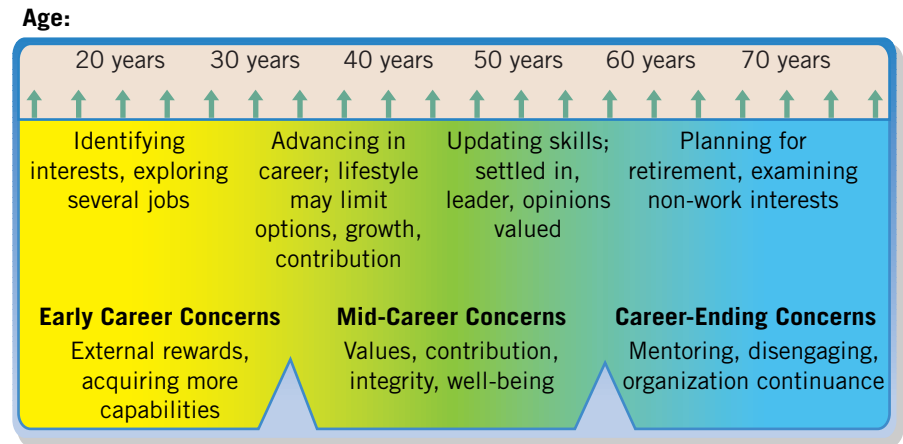 Age:
20 years 30 years 40 years 50 years 60 years 70 years
Identifying
interests, exploring
several jobs
Advancing in
career; lifestyle
may limit
options, growth,
contribution
Updating skills;
settled in,
leader, opinions
valued
Planning for
retirement, examining
non-work interests
Early Career Concerns
External rewards,
acquiring more
capabilities
Mid-Career Concerns
Values, contribution,
integrity, well-being
Career-Ending Concerns
Mentoring, disengaging,
organization continuance